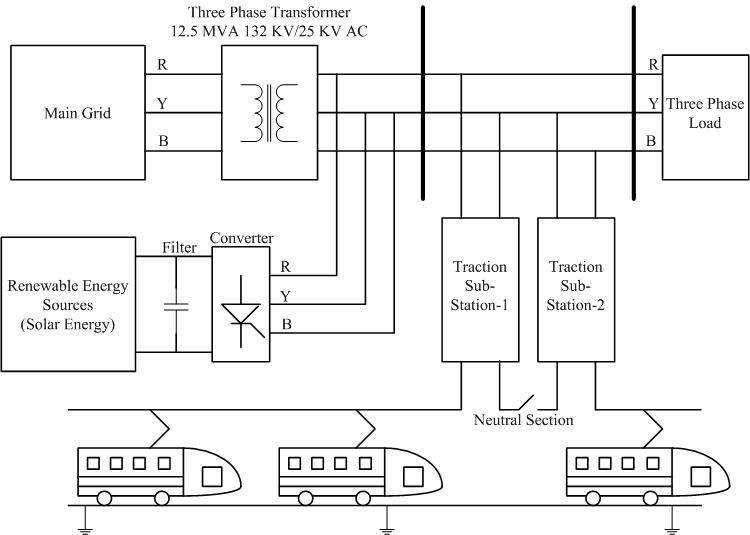 Three Phase Transformer
12.5 MVA 132 KV/25 KV AC
R
Y
B
Main Grid
R
Y
B
Three Phase
Load
Renewable Energy
Sources
(Solar Energy)
Filter
Converter
R
Y
B
Traction
Sub-
Station-1
Traction
Sub-
Station-2
Neutral Section